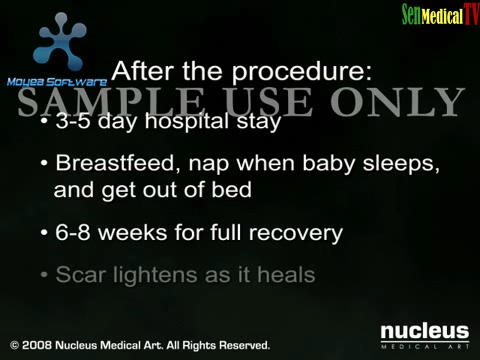 SenMedicalTV
Moyea Software
After the procedure:
SAMPLE USE ONLY
• 3-5 day hospital stay
• Breastfeed, nap when baby sleeps,
and get out of bed
• 6-8 weeks for full recovery
• Scar lightens as it heals
nucleus
MEDICAL ART
© 2008 Nucleus Medical Art. All Rights Reserved.